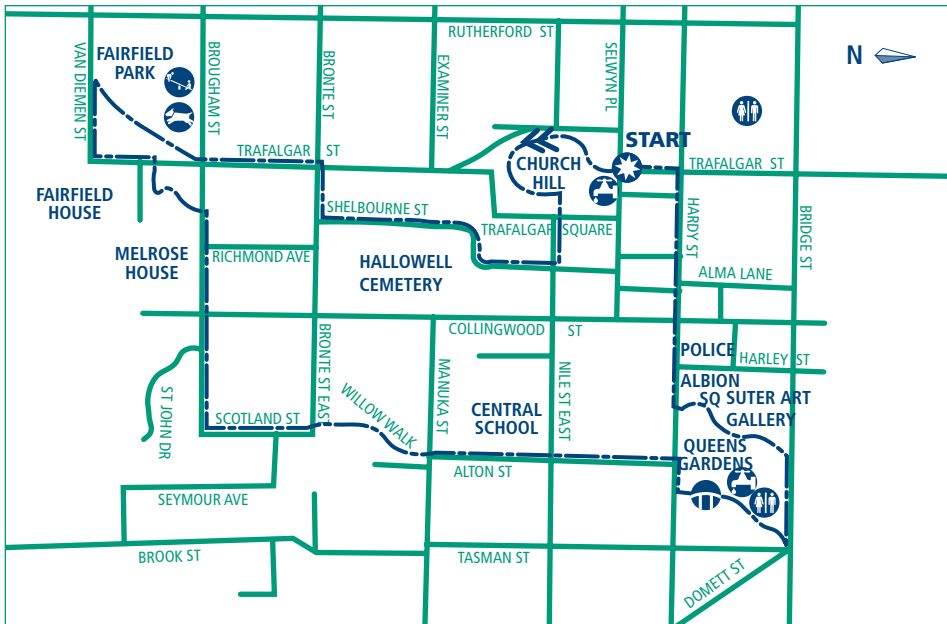 RUTHERFORD ST
N
FAIRFIELD
PARK
VAN DIEMEN ST
BROUGHAM ST
BRONTE ST
EXAMINER ST
SELWYN PL
START
TRAFALGAR ST
TRAFALGAR ST
CHURCH
HILL
FAIRFIELD
HOUSE
SHELBOURNE ST
TRAFALGAR SQUARE
HARDY ST
BRIDGE ST
MELROSE
HOUSE
RICHMOND AVE
HALLOWELL
CEMETERY
ALMA LANE
COLLINGWOOD ST
BRONTE ST EAST
MANUKA ST
NILE ST EAST
POLICE
HARLEY ST
ST JOHN DR
WILLOW WALK
ALBION
SQ
SUTER ART
GALLERY
SCOTLAND ST
CENTRAL
SCHOOL
QUEENS
GARDENS
ALTON ST
SEYMOUR AVE
BROOK ST
TASMAN ST
DOMETT ST